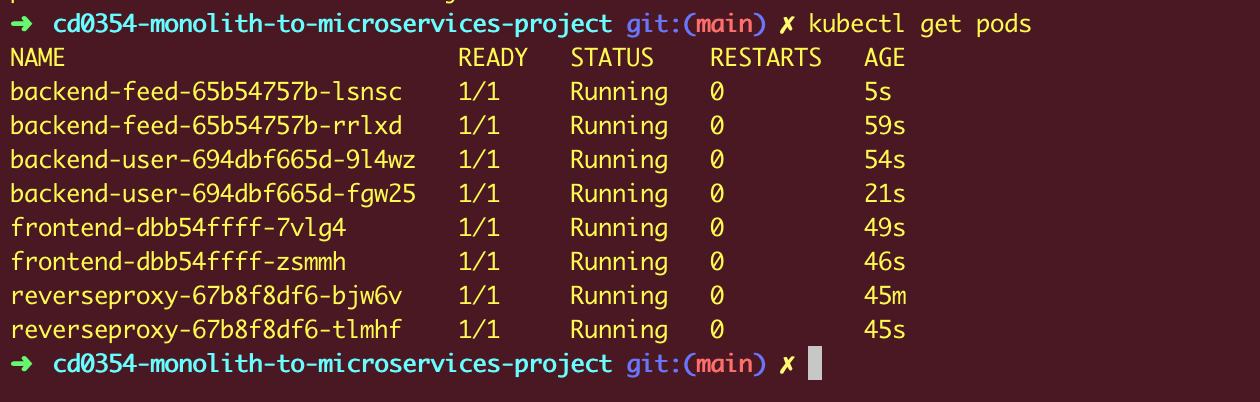 ➜ cd0354-monolith-to-microservices-project git:(main) ✗ kubectl get pods
NAME READY STATUS RESTARTS AGE
backend-feed-65b54757b-lsnsc 1/1 Running 0 5s
backend-feed-65b54757b-rrlxd 1/1 Running 0 59s
backend-user-694dbf665d-9l4wz 1/1 Running 0 54s
backend-user-694dbf665d-fgw25 1/1 Running 0 21s
frontend-dbb54ffff-7vlg4 1/1 Running 0 49s
frontend-dbb54ffff-zsmmh 1/1 Running 0 46s
reverseproxy-67b8f8df6-bjw6v 1/1 Running 0 45m
reverseproxy-67b8f8df6-tlmhf 1/1 Running 0 45s
➜ cd0354-monolith-to-microservices-project git:(main) ✗